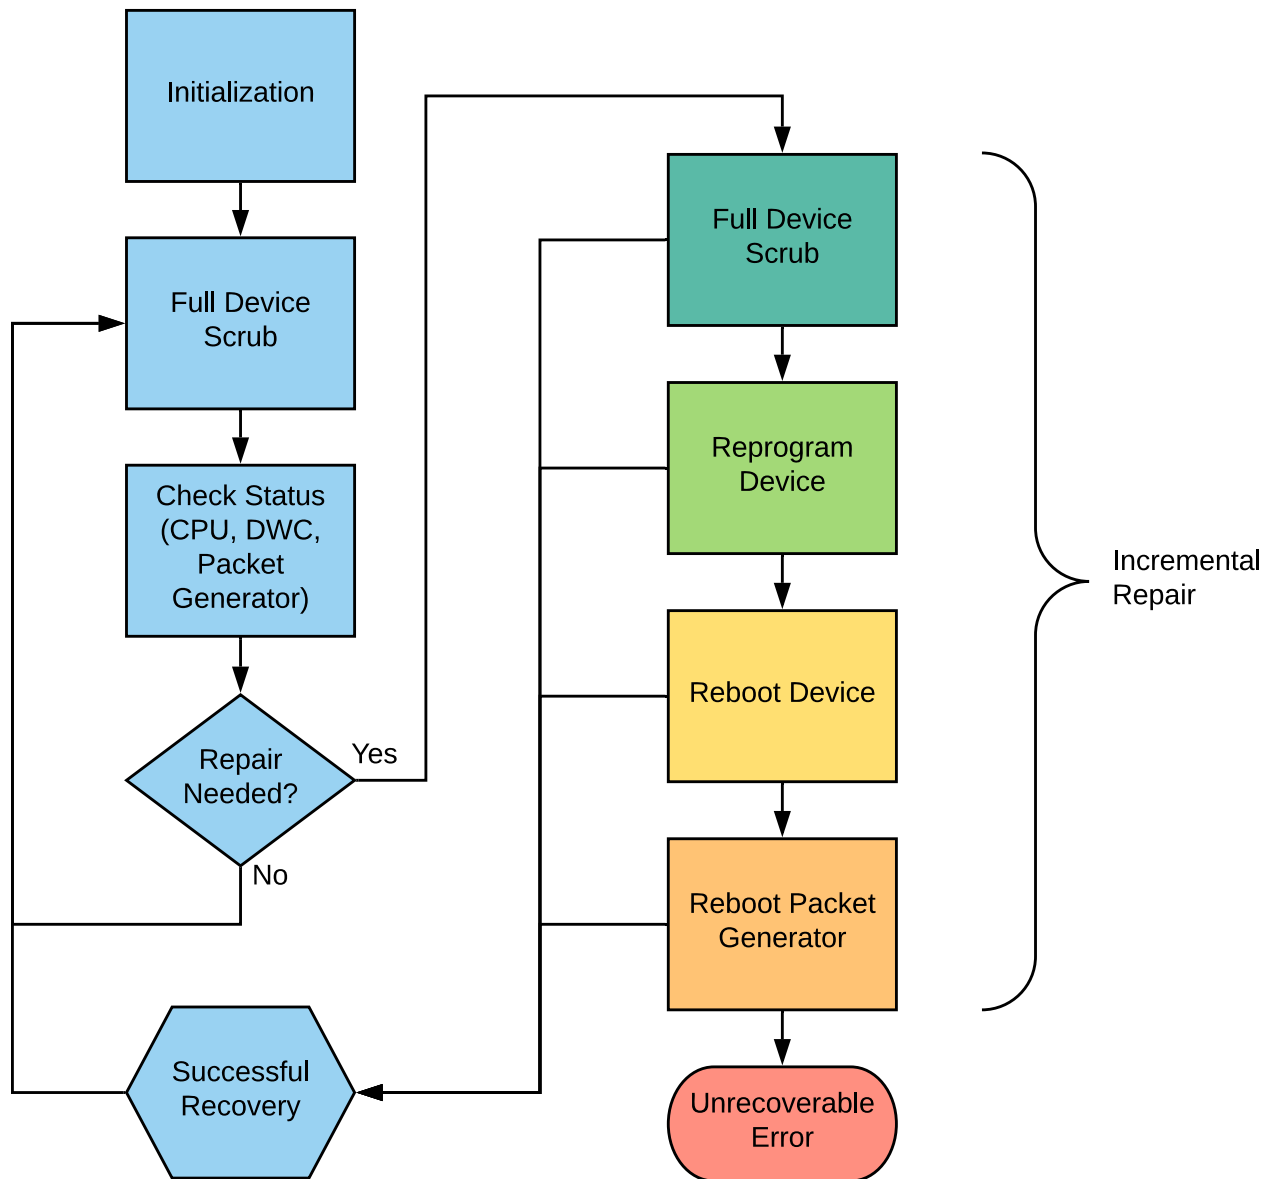 Initialization
Full Device
Scrub
Check Status
(CPU, DWC,
Packet
Generator)
Repair
Needed?
Yes
No
Successful
Recovery
Full Device
Scrub
Reprogram
Device
Reboot Device
Reboot Packet
Generator
Unrecoverable
Error
Incremental
Repair